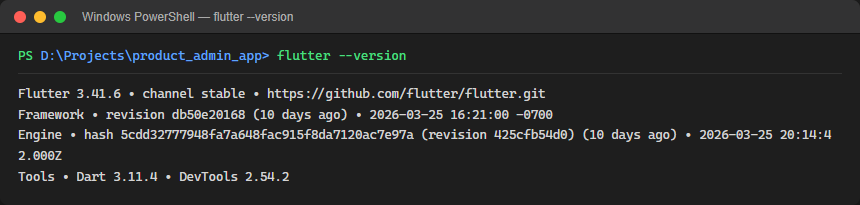 Windows PowerShell — flutter --version
PS D:\Projects\product_admin_app> flutter --version
Flutter 3.41.6 • channel stable • https://github.com/flutter/flutter.git
Framework • revision db50e20168 (10 days ago) • 2026-03-25 16:21:00 -0700
Engine • hash 5cdd32777948fa7a648fac915f8da7120ac7e97a (revision 425cfb54d0) (10 days ago) • 2026-03-25 20:14:4
2.000Z
Tools • Dart 3.11.4 • DevTools 2.54.2